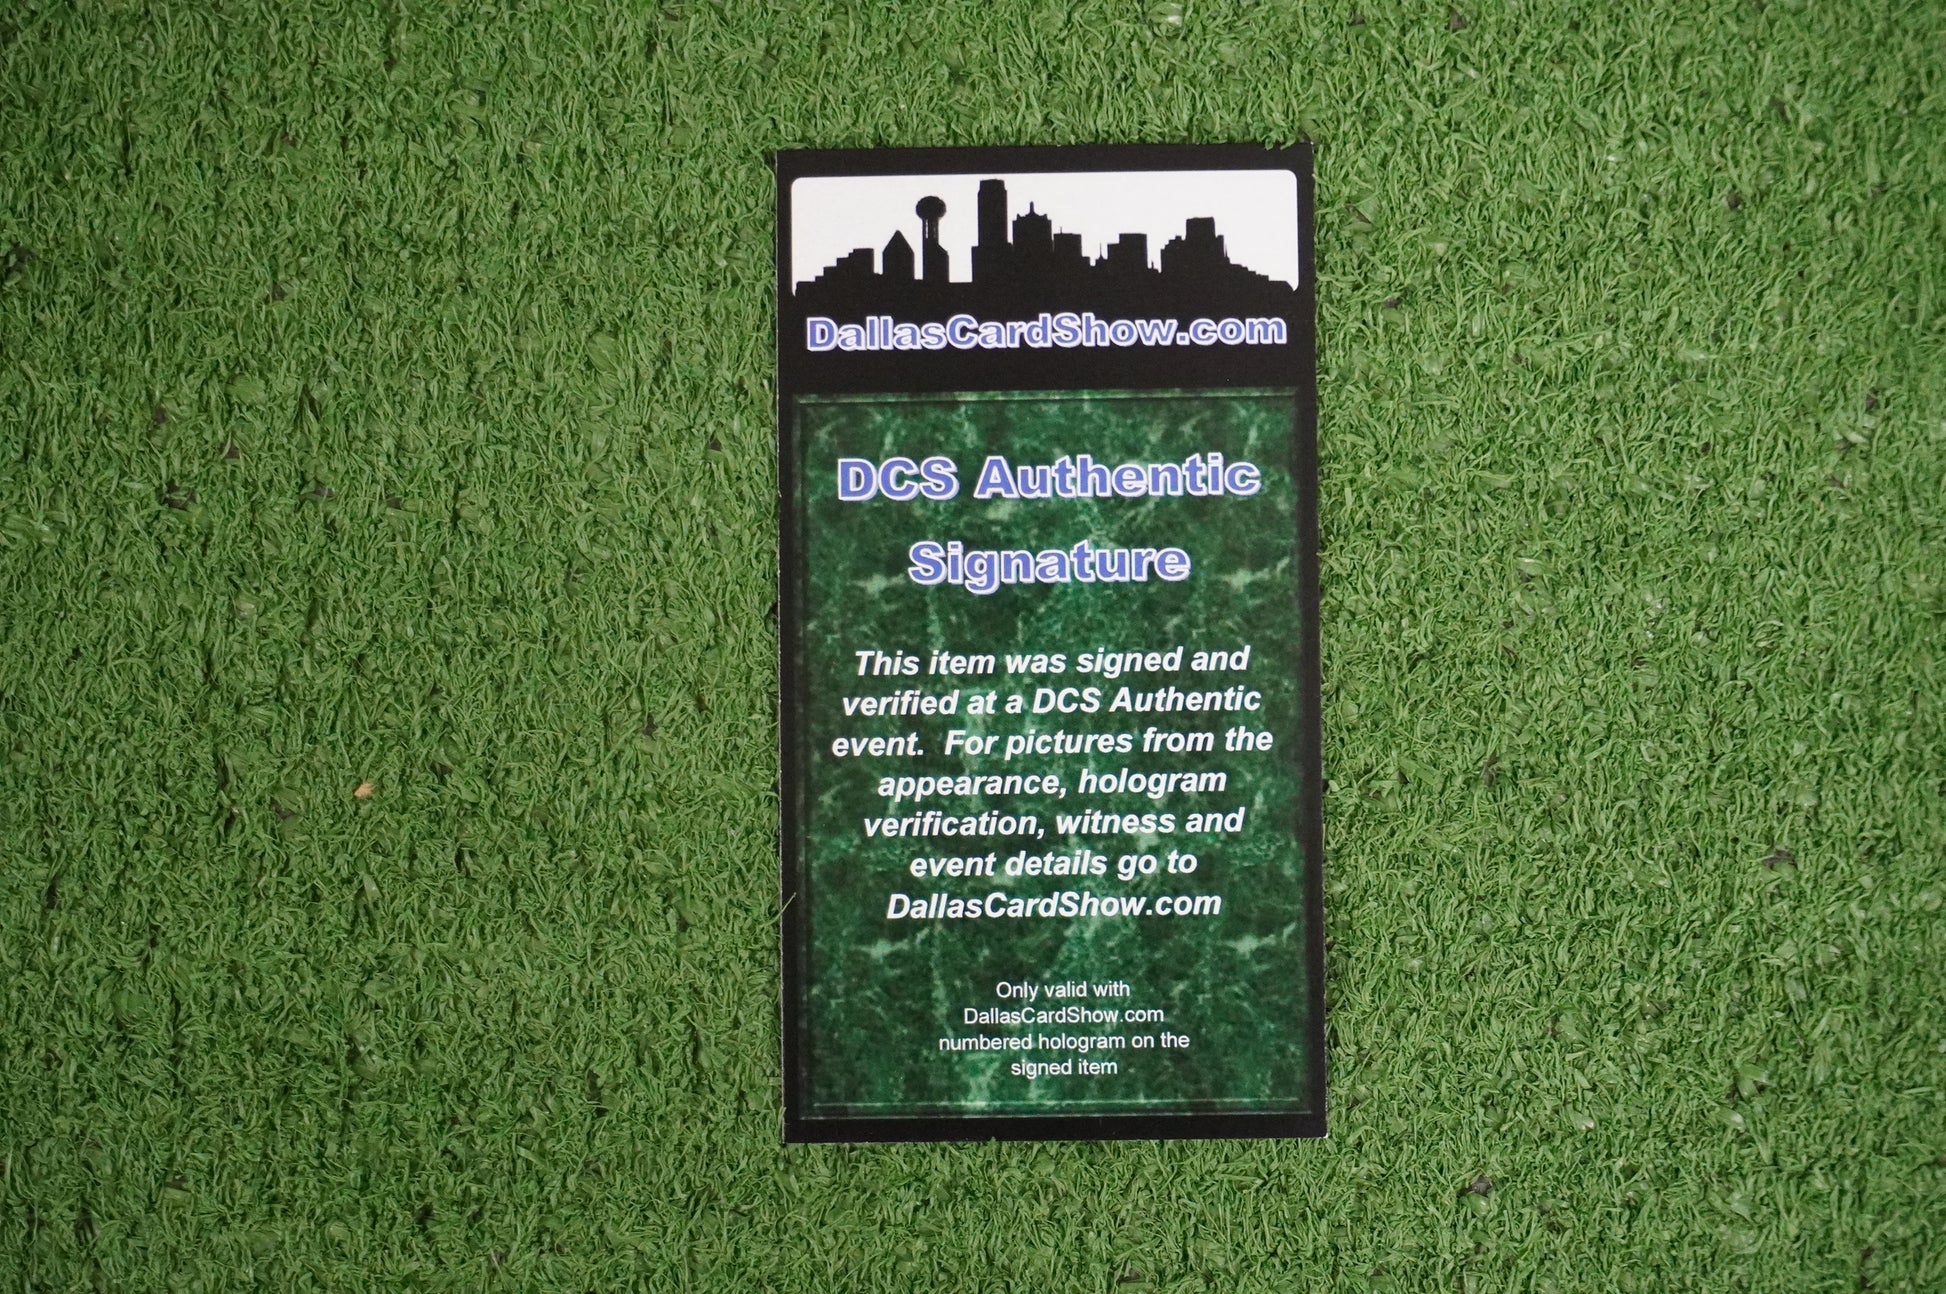 DallasCardShow.com
DCS Authentic
Signature
This item was signed and
verified at a DCS Authentic
event.  For pictures from the
appearance, hologram
verification, witness and
event details go to
DallasCardShow.com
Only valid with
DallasCardShow.com
numbered hologram on the
signed item